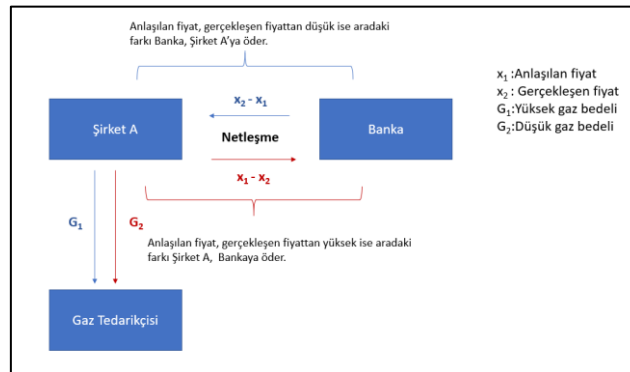 Anlaşılan fiyat, gerçekleşen fiyattan düşük ise aradaki
farkı Banka, Şirket A'ya öder.
x₁ :Anlaşılan fiyat
x₂ : Gerçekleşen fiyat
G₁:Yüksek gaz bedeli
G₂:Düşük gaz bedeli
x₂ - x₁
Şirket A
Netleşme
Banka
x₁ - x₂
G₁
G₂
Anlaşılan fiyat, gerçekleşen fiyattan yüksek ise aradaki
farkı Şirket A, Bankaya öder.
Gaz Tedarikçisi